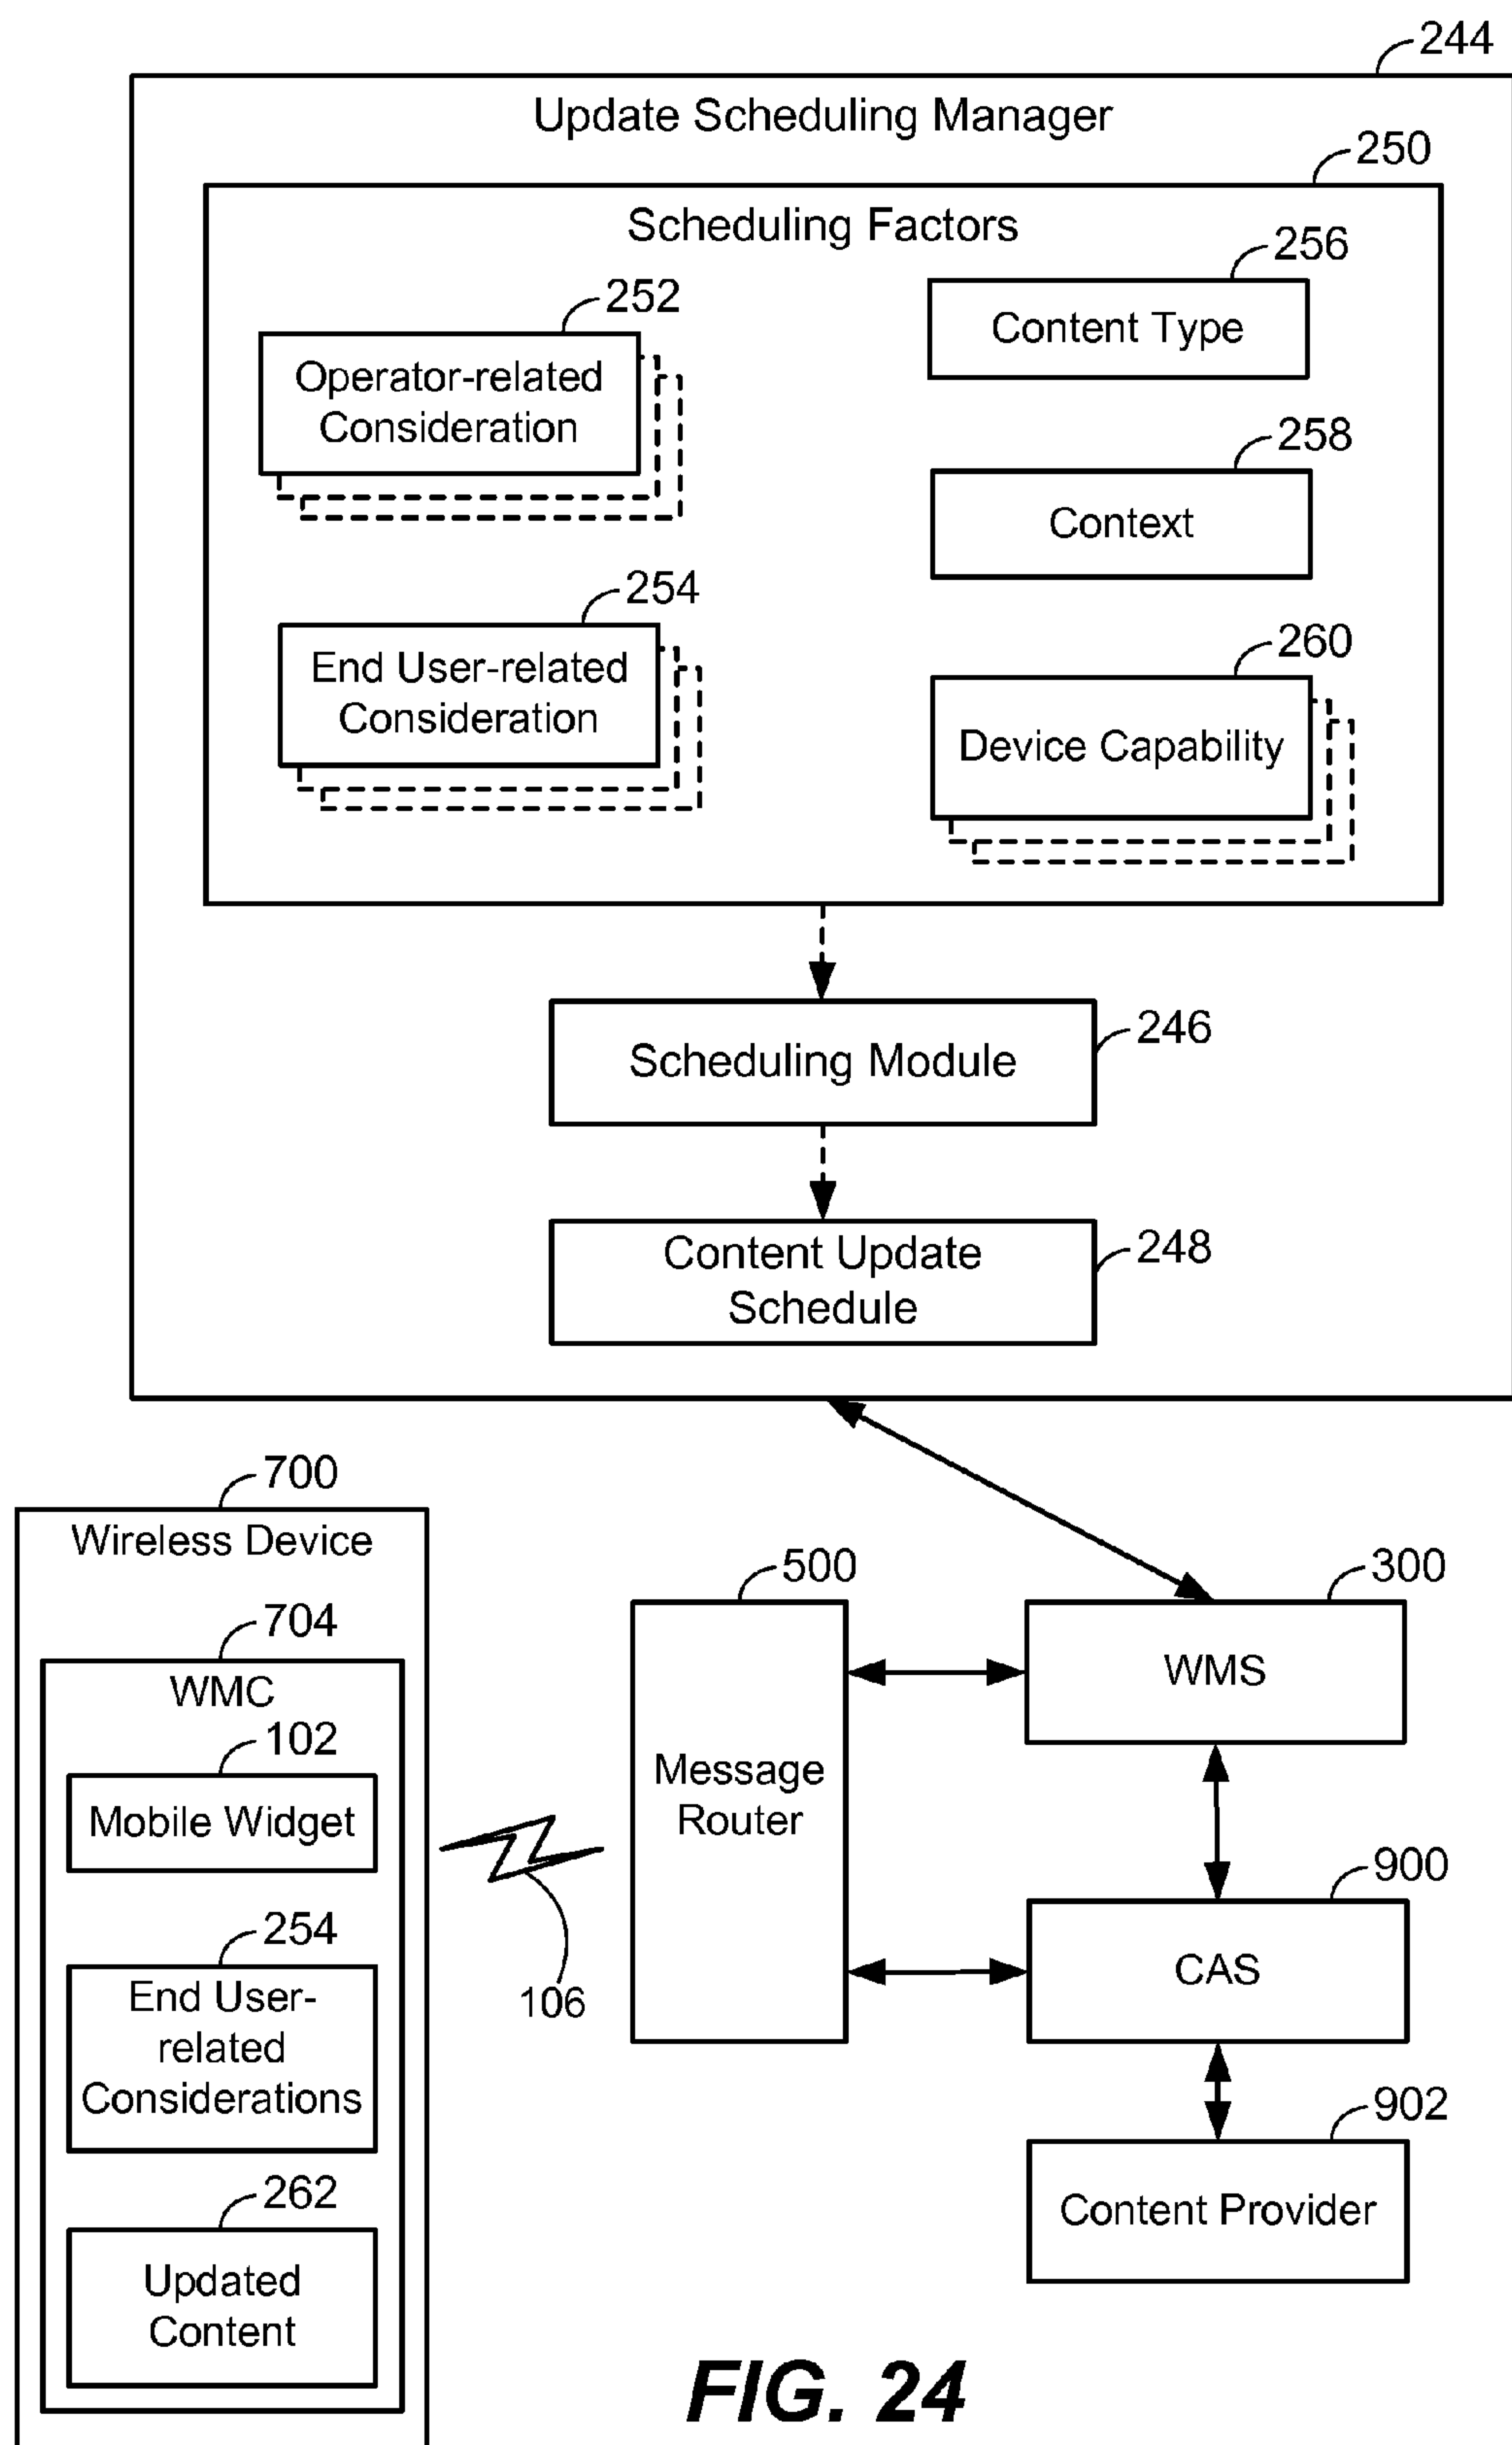 244
Update Scheduling Manager
250
Scheduling Factors
256
Content Type
252
Operator-related
Consideration
258
Context
254
End User-related
Consideration
260
Device Capability
Scheduling Module
246
Content Update
Schedule
248
700
Wireless Device
704
WMC
102
Mobile Widget
254
End User-
related
Considerations
262
Updated
Content
106
500
Message
Router
300
WMS
900
CAS
902
Content Provider
FIG. 24